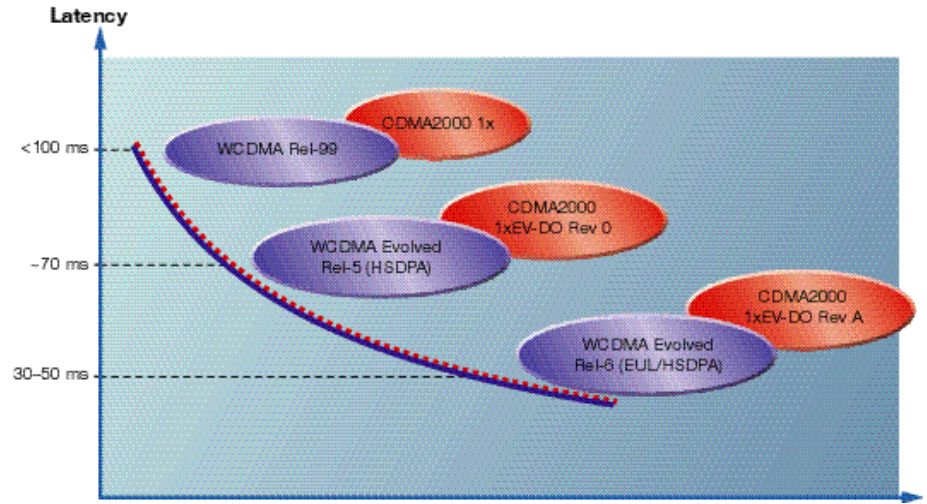 Latency
CDMA2000 1x
<100 ms
WCDMA Rel-99
CDMA2000
1xEV-DO Rev 0
WCDMA Evolved
Rel-5 (HSDPA)
~70 ms
CDMA2000
1xEV-DO Rev A
WCDMA Evolved
Rel-6 (EUL/HSDPA)
30–50 ms